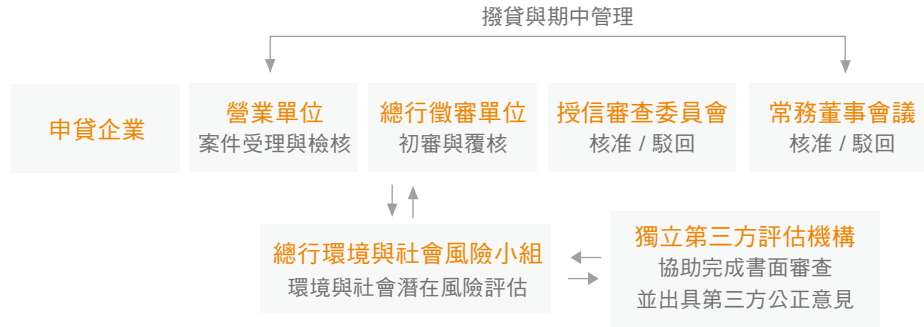 撥貸與期中管理
申貸企業
營業單位
案件受理與檢核
總行徵審單位
初審與覆核
授信審查委員會
核准 / 駁回
常務董事會議
核准 / 駁回
總行環境與社會風險小組
環境與社會潛在風險評估
獨立第三方評估機構
協助完成書面審查
並出具第三方公正意見